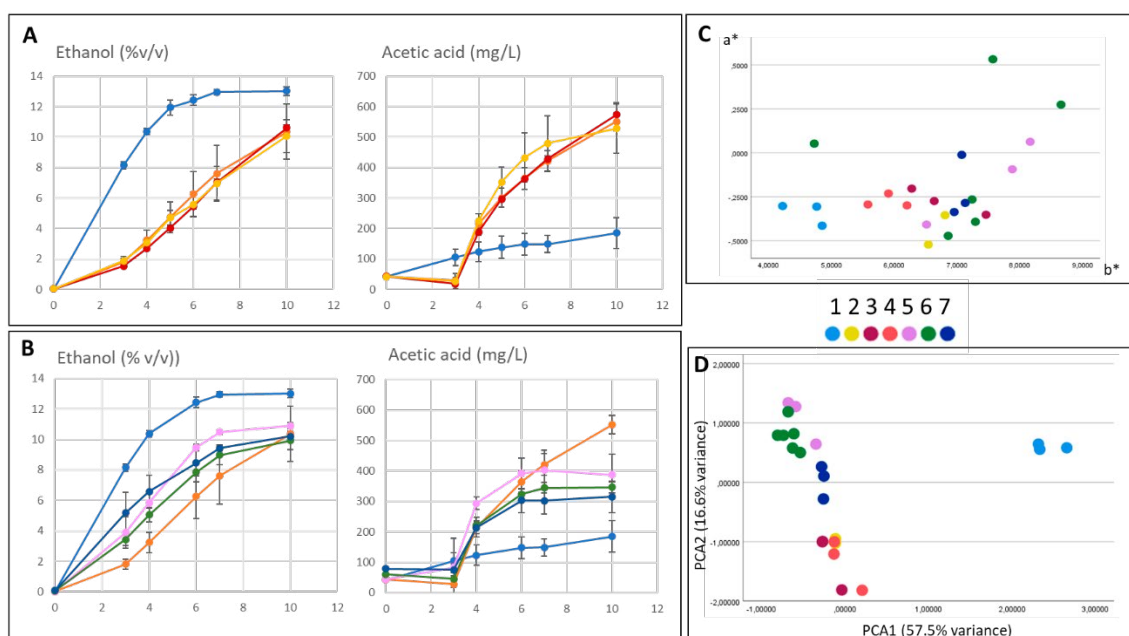 A
Ethanol (%v/v)
14
12
10
8
6
4
2
0
0 2 4 6 8 10 12
Acetic acid (mg/L)
700
600
500
400
300
200
100
0
0 2 4 6 8 10 12
B
Ethanol (% v/v))
14
12
10
8
6
4
2
0
0 2 4 6 8 10 12
Acetic acid (mg/L)
700
600
500
400
300
200
100
0
0 2 4 6 8 10 12
C
a*
,5000
,2500
,0000
-,2500
-,5000
4,0000 5,0000 6,0000 7,0000 8,0000 9,0000
b*
1 2 3 4 5 6 7
D
2,00000
1,00000
,00000
-1,00000
-2,00000
PCA2 (16.6% variance)
-1,00000 ,00000 1,00000 2,00000 3,00000
PCA1 (57.5% variance)